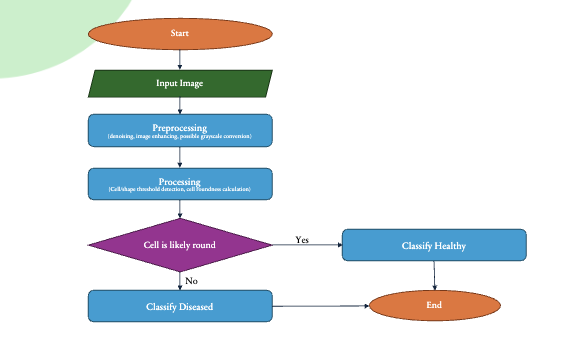 Start
Input Image
Preprocessing
(denoising, image enhancing, possible grayscale conversion)
Processing
(Cell/shape threshold detection, cell roundness calculation)
Cell is likely round
Yes
Classify Healthy
No
Classify Diseased
End